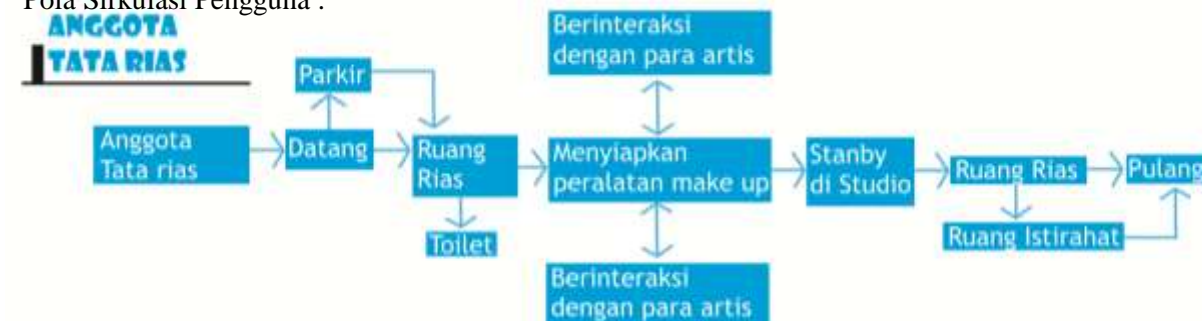 Pola Sirkulasi Pengguna :
ANGGOTA
TATA RIAS
Berinteraksi
dengan para artis
Parkir
Anggota
Tata rias
Datang
Ruang
Rias
Menyiapkan
peralatan make up
Stanby
di Studio
Ruang Rias
Pulang
Toilet
Ruang Istirahat
Berinteraksi
dengan para artis